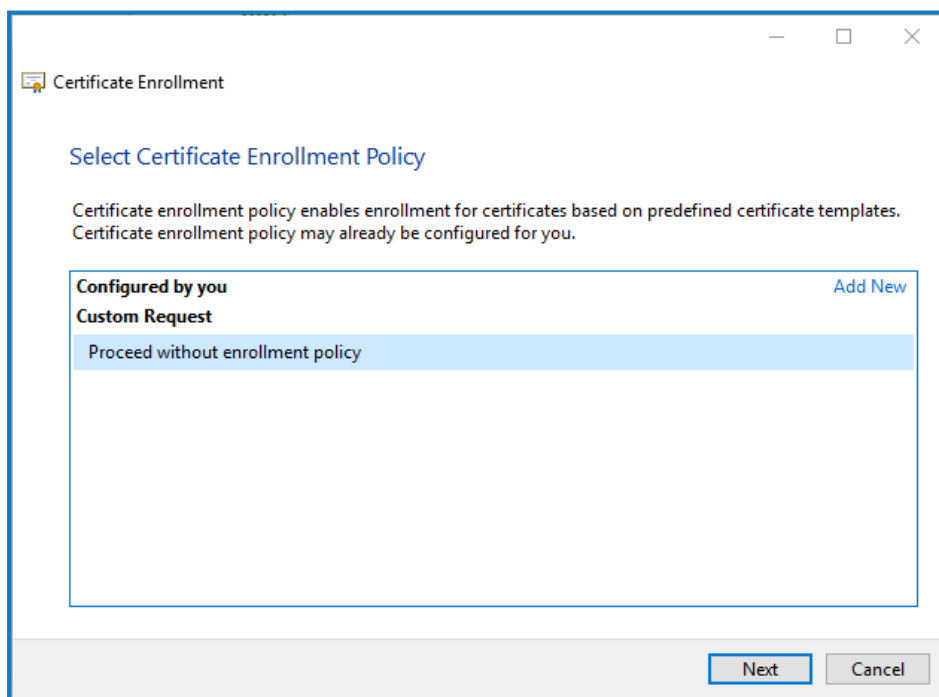 Certificate Enrollment
Select Certificate Enrollment Policy
Certificate enrollment policy enables enrollment for certificates based on predefined certificate templates.
Certificate enrollment policy may already be configured for you.
Configured by you Add New
Custom Request
Proceed without enrollment policy
Next Cancel